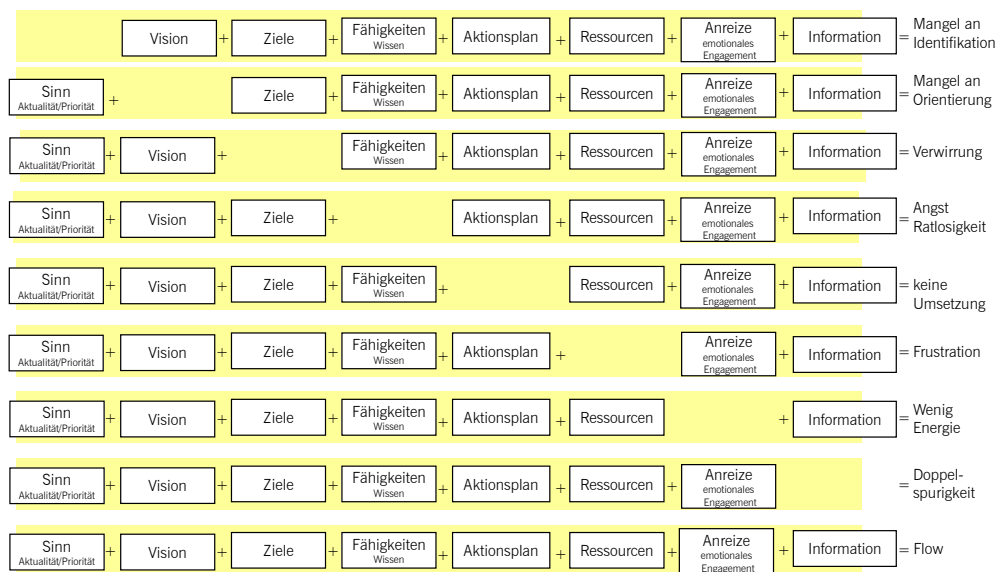 Vision + Ziele + Fähigkeiten Wissen + Aktionsplan + Ressourcen + Anreize emotionales Engagement + Information = Mangel an Identifikation
Sinn Aktualität/Priorität + Ziele + Fähigkeiten Wissen + Aktionsplan + Ressourcen + Anreize emotionales Engagement + Information = Mangel an Orientierung
Sinn Aktualität/Priorität + Vision + Fähigkeiten Wissen + Aktionsplan + Ressourcen + Anreize emotionales Engagement + Information = Verwirrung
Sinn Aktualität/Priorität + Vision + Ziele + Aktionsplan + Ressourcen + Anreize emotionales Engagement + Information = Angst Ratlosigkeit
Sinn Aktualität/Priorität + Vision + Ziele + Fähigkeiten Wissen + Ressourcen + Anreize emotionales Engagement + Information = keine Umsetzung
Sinn Aktualität/Priorität + Vision + Ziele + Fähigkeiten Wissen + Aktionsplan + Anreize emotionales Engagement + Information = Frustration
Sinn Aktualität/Priorität + Vision + Ziele + Fähigkeiten Wissen + Aktionsplan + Ressourcen + Information = Wenig Energie
Sinn Aktualität/Priorität + Vision + Ziele + Fähigkeiten Wissen + Aktionsplan + Ressourcen + Anreize emotionales Engagement = Doppel- spurigkeit
Sinn Aktualität/Priorität + Vision + Ziele + Fähigkeiten Wissen + Aktionsplan + Ressourcen + Anreize emotionales Engagement + Information = Flow